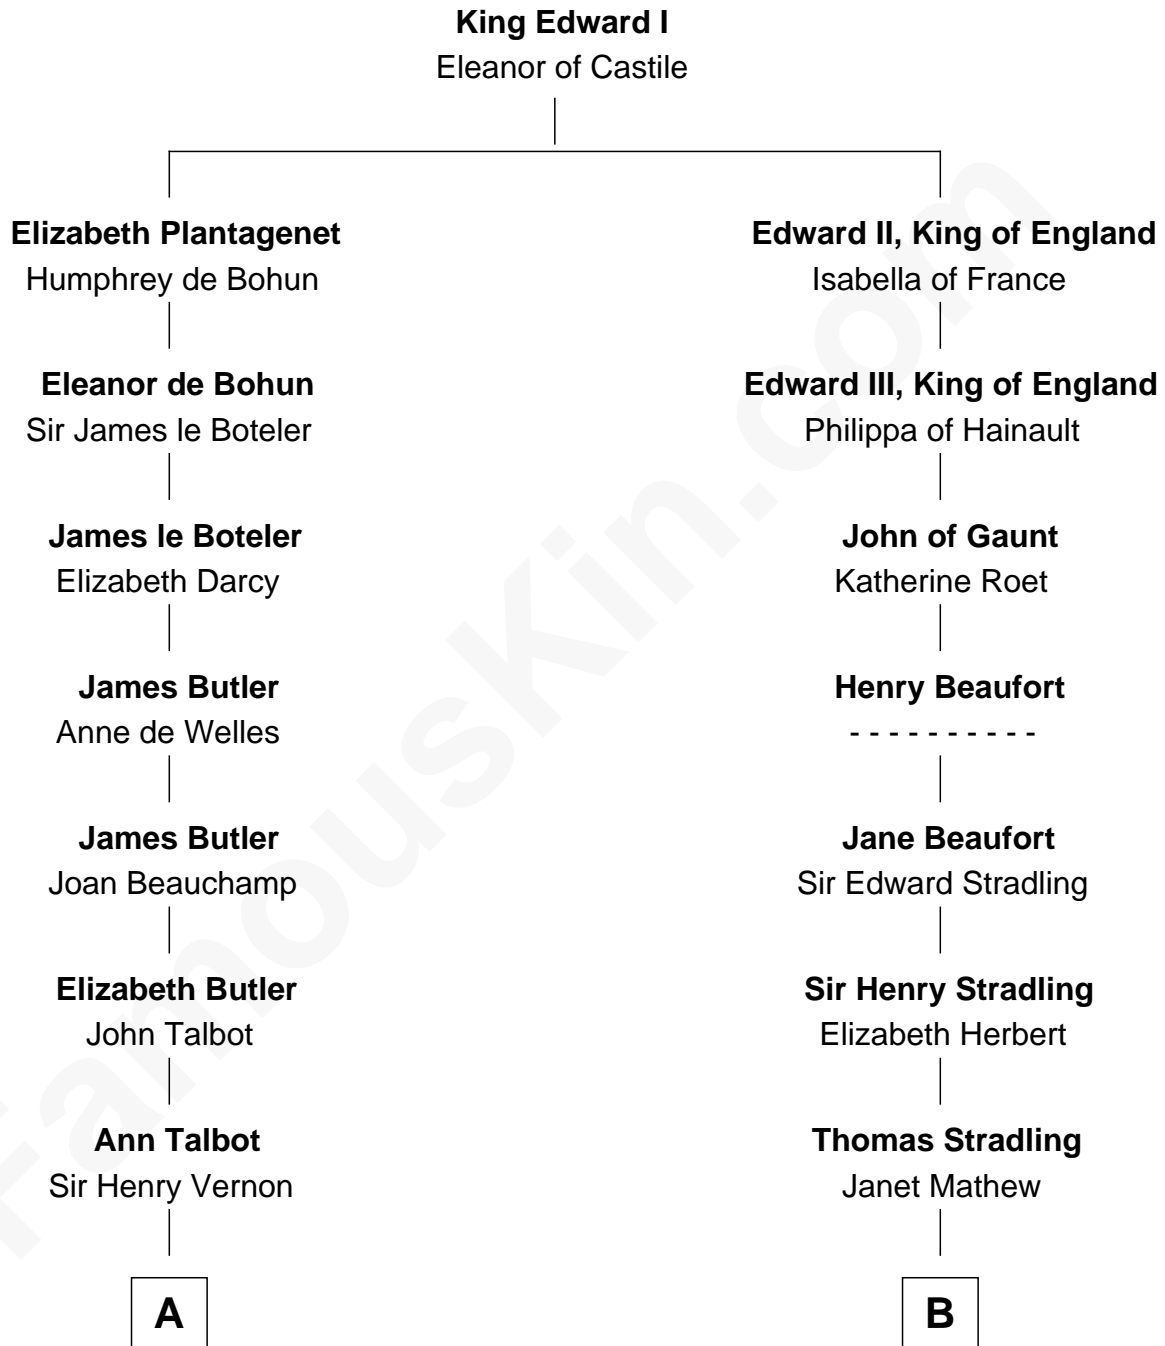 King Edward I
Eleanor of Castile
Elizabeth Plantagenet
Humphrey de Bohun
Eleanor de Bohun
Sir James le Boteler
James le Boteler
Elizabeth Darcy
James Butler
Anne de Welles
James Butler
Joan Beauchamp
Elizabeth Butler
John Talbot
Ann Talbot
Sir Henry Vernon
A
Edward II, King of England
Isabella of France
Edward III, King of England
Philippa of Hainault
John of Gaunt
Katherine Roet
Henry Beaufort
- - - - - - - - - -
Jane Beaufort
Sir Edward Stradling
Sir Henry Stradling
Elizabeth Herbert
Thomas Stradling
Janet Mathew
B
FamousKin.com